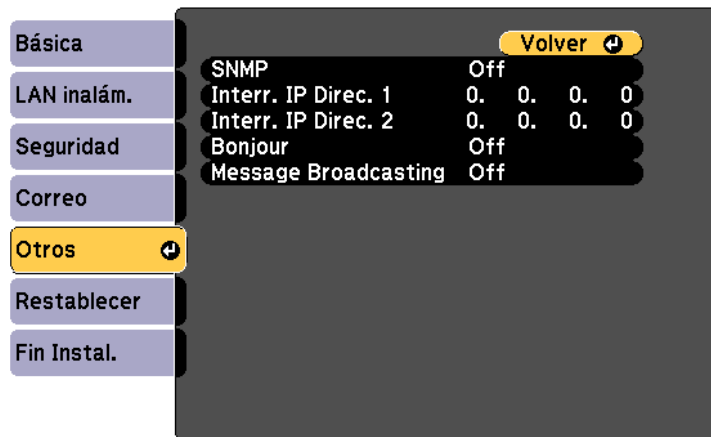 Básica
LAN inalám.
Seguridad
Correo
Otros
Restablecer
Fin Instal.
Volver
SNMP Off
Interr. IP Direc. 1 0. 0. 0. 0
Interr. IP Direc. 2 0. 0. 0. 0
Bonjour Off
Message Broadcasting Off